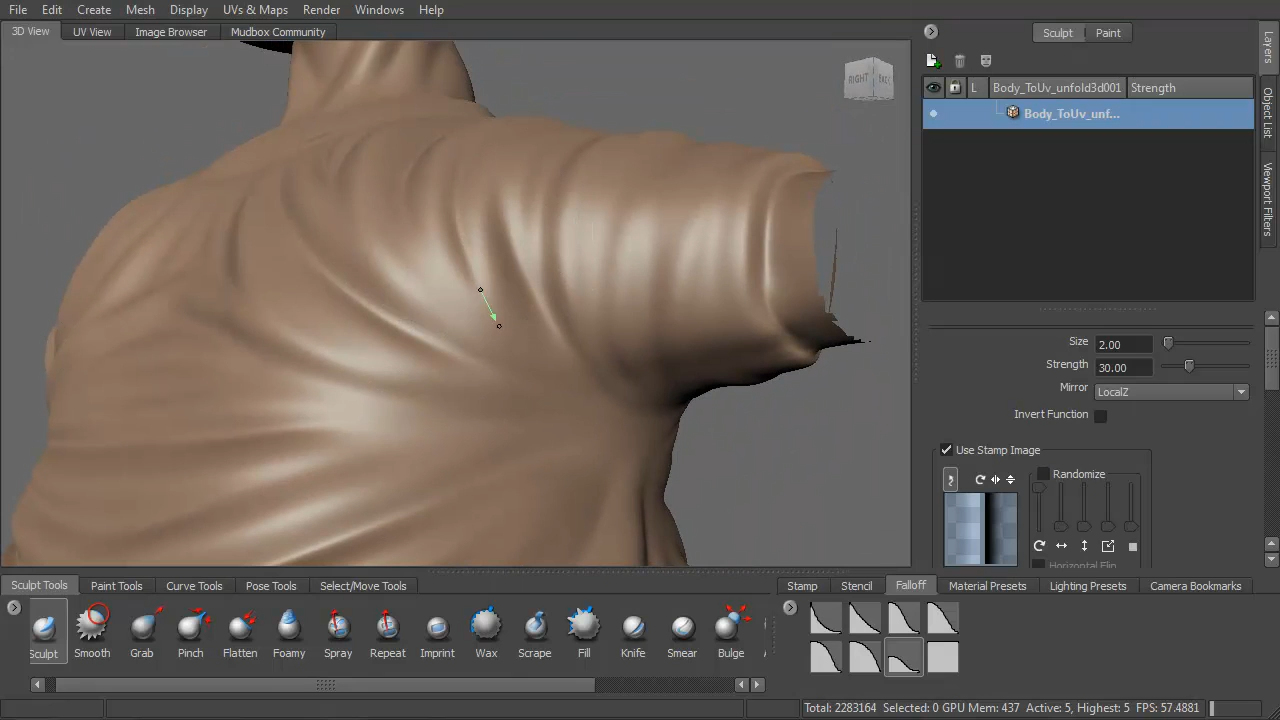 File Edit Create Mesh Display UVs & Maps Render Windows Help
3D View UV View Image Browser Mudbox Community
Sculpt Paint
Layers
Object List
Viewport Filters
L Body_ToUv_unfold3d001 Strength
Body_ToUv_unf...
RIGHT
Size 2.00
Strength 30.00
Mirror LocalZ
Invert Function
Use Stamp Image
Randomize
Horizontal Flip
Sculpt Tools Paint Tools Curve Tools Pose Tools Select/Move Tools
Stamp Stencil Falloff Material Presets Lighting Presets Camera Bookmarks
Sculpt Smooth Grab Pinch Flatten Foamy Spray Repeat Imprint Wax Scrape Fill Knife Smear Bulge
Total: 2283164 Selected: 0 GPU Mem: 437 Active: 5, Highest: 5 FPS: 57.4881